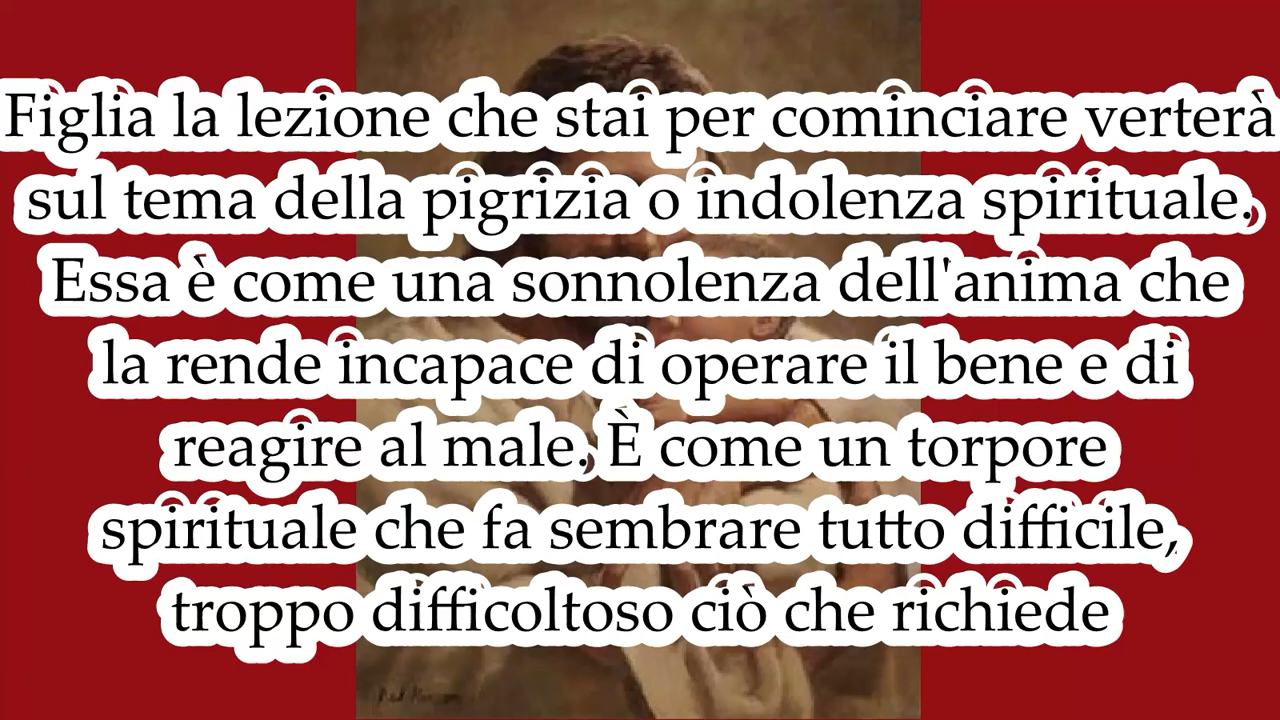 Figlia la lezione che stai per cominciare verterà
sul tema della pigrizia o indolenza spirituale.
Essa è come una sonnolenza dell'anima che
la rende incapace di operare il bene e di
reagire al male. È come un torpore
spirituale che fa sembrare tutto difficile,
troppo difficoltoso ciò che richiede